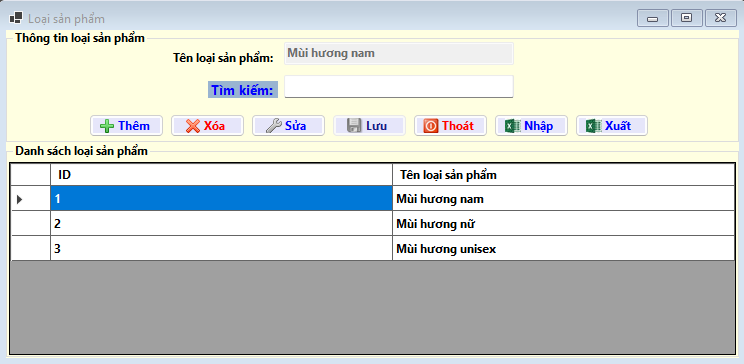 Loại sản phẩm
Thông tin loại sản phẩm
Tên loại sản phẩm: Mùi hương nam
Tìm kiếm:
Thêm Xóa Sửa Lưu Thoát Nhập Xuất
Danh sách loại sản phẩm
ID Tên loại sản phẩm
1 Mùi hương nam
2 Mùi hương nữ
3 Mùi hương unisex